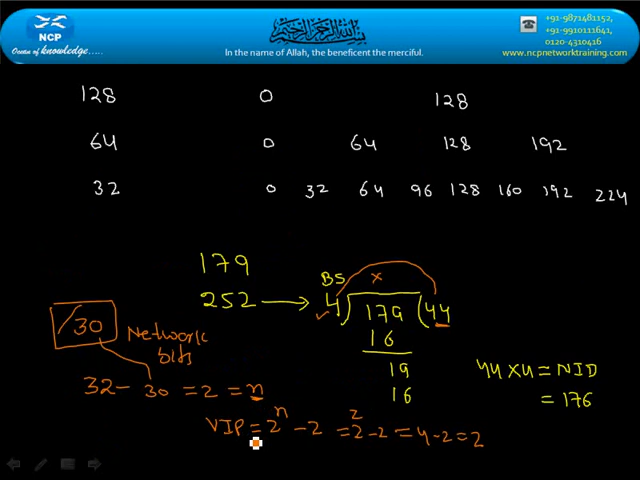 NCP
Ocean of knowledge.....
بسم الله الرحمن الرحيم
In the name of Allah, the beneficent the merciful.
+91-9871481152,
+91-9910111641,
0120-4310416
www.ncpnetworktraining.com
128 0 128
64 0 64 128 192
32 0 32 64 96 128 160 192 224
179
252 → 4)179(44
BS
x
16
19
16
/30
Network bits
32 - 30 = 2 = n
VIP = 2^n - 2 = 2^2 - 2 = 4 - 2 = 2
44 x 4 = NID
= 176